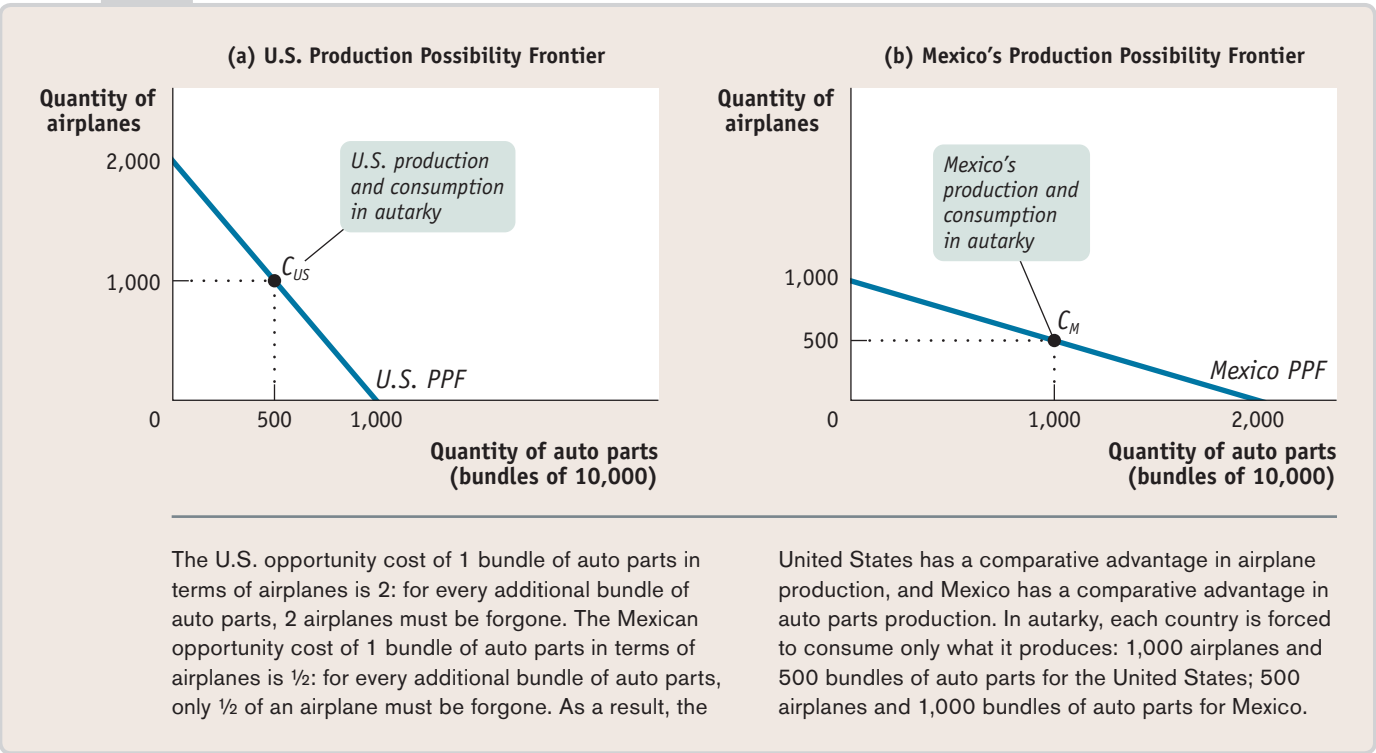 (a) U.S. Production Possibility Frontier
Quantity of
airplanes
2,000
1,000
U.S. production
and consumption
in autarky
C_US
U.S. PPF
0
500
1,000
Quantity of auto parts
(bundles of 10,000)
(b) Mexico’s Production Possibility Frontier
Quantity of
airplanes
1,000
500
Mexico’s
production and
consumption
in autarky
C_M
Mexico PPF
0
1,000
2,000
Quantity of auto parts
(bundles of 10,000)
The U.S. opportunity cost of 1 bundle of auto parts in
terms of airplanes is 2: for every additional bundle of
auto parts, 2 airplanes must be forgone. The Mexican
opportunity cost of 1 bundle of auto parts in terms of
airplanes is ½: for every additional bundle of auto parts,
only ½ of an airplane must be forgone. As a result, the
United States has a comparative advantage in airplane
production, and Mexico has a comparative advantage in
auto parts production. In autarky, each country is forced
to consume only what it produces: 1,000 airplanes and
500 bundles of auto parts for the United States; 500
airplanes and 1,000 bundles of auto parts for Mexico.